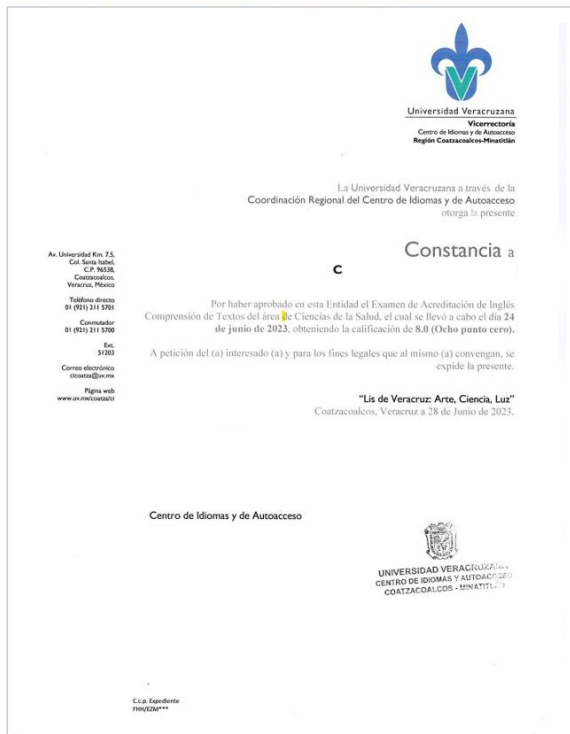 Universidad Veracruzana
Vicerrectoría
Centro de Idiomas y de Autoacceso
Región Coatzacoalcos-Minatitlán
La Universidad Veracruzana a través de la
Coordinación Regional del Centro de Idiomas y de Autoacceso
otorga la presente
Constancia a
C
Av. Universidad Km. 7.5,
Col. Santa Isabel,
C.P. 96538,
Coatzacoalcos,
Veracruz, México
Teléfono directo
01 (921) 211 5701
Conmutador
01 (921) 211 5700
Ext.
51203
Correo electrónico
cicoatza@uv.mx
Página web
www.uv.mx/coatza/ci
Por haber aprobado en esta Entidad el Examen de Acreditación de Inglés
Comprensión de Textos del área de Ciencias de la Salud, el cual se llevó a cabo el día 24
de junio de 2023, obteniendo la calificación de 8.0 (Ocho punto cero).
A petición del (a) interesado (a) y para los fines legales que al mismo (a) convengan, se
expide la presente.
"Lis de Veracruz: Arte, Ciencia, Luz"
Coatzacoalcos, Veracruz a 28 de Junio de 2023.
Centro de Idiomas y de Autoacceso
UNIVERSIDAD VERACRUZANA
CENTRO DE IDIOMAS Y AUTOACCESO
COATZACOALCOS - MINATITLÁN
C.c.p. Expediente
FHH/EZM***